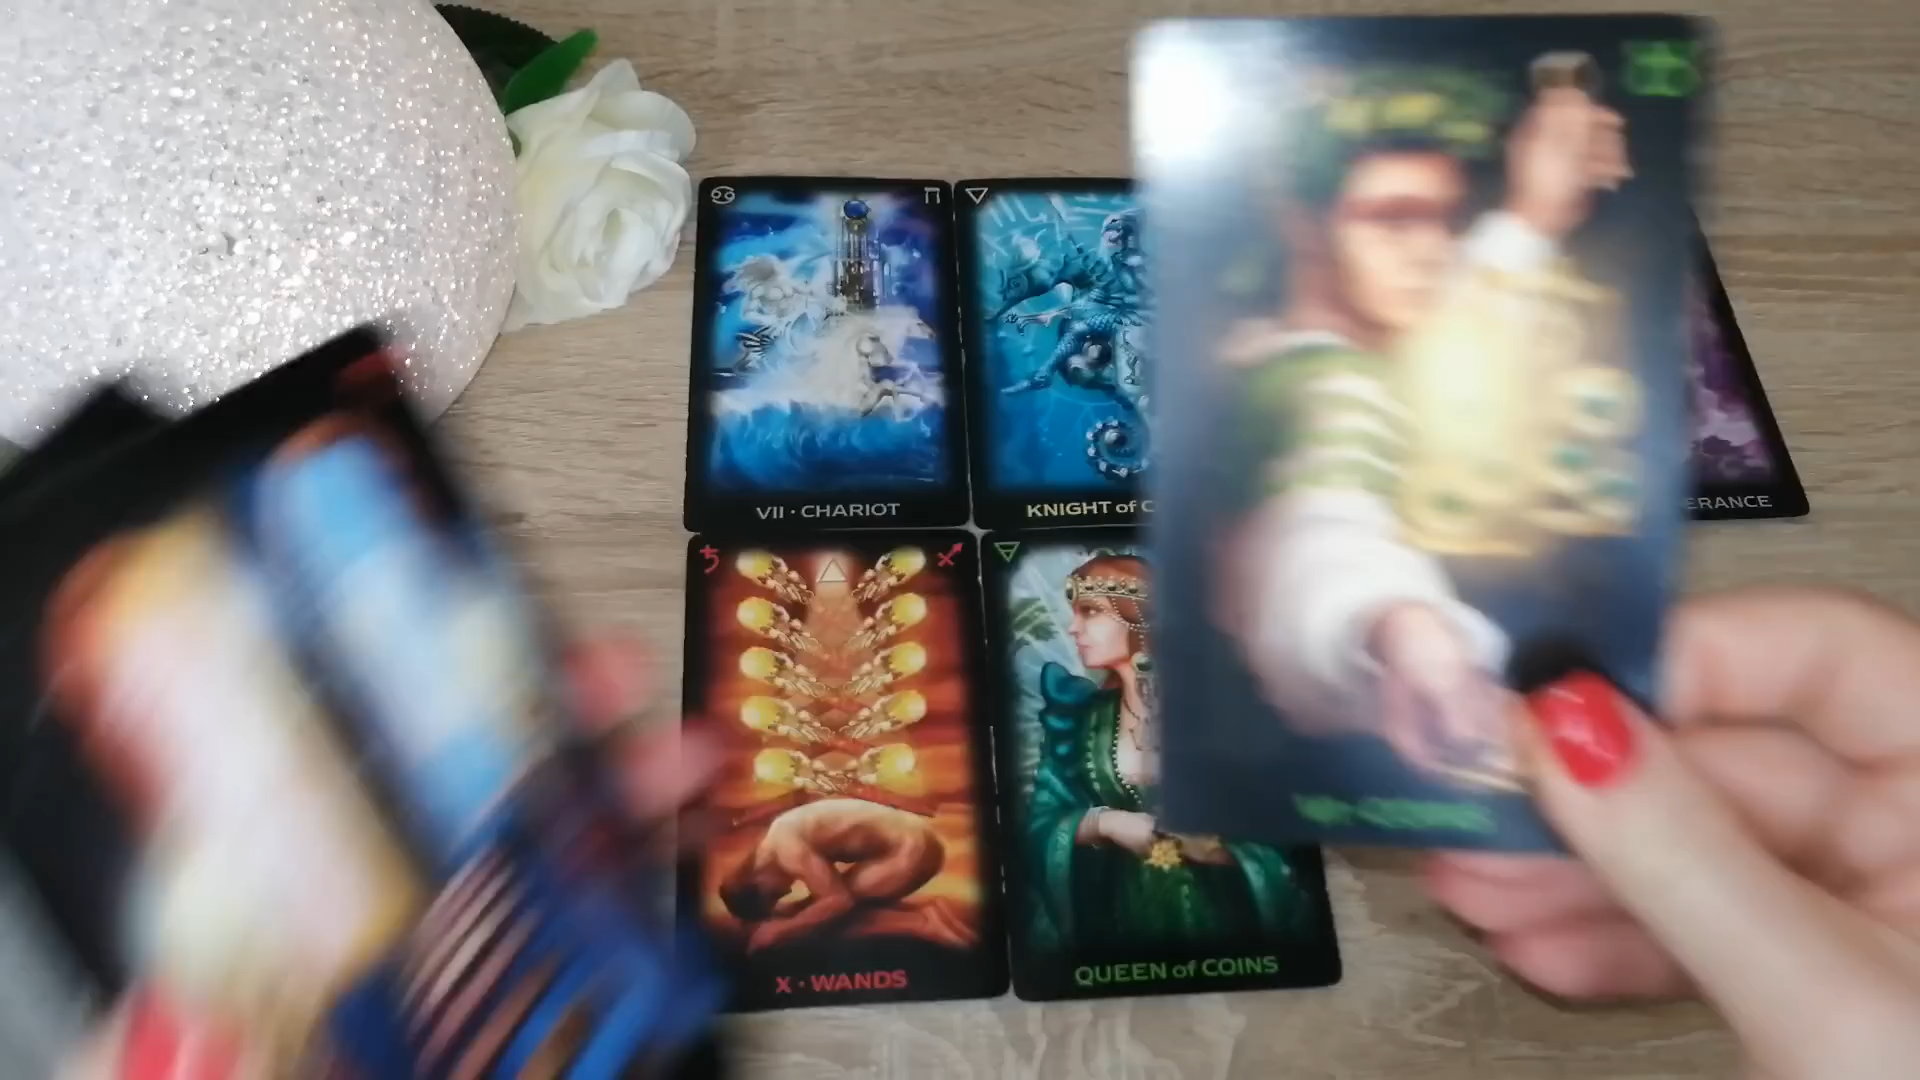 VII · CHARIOT
KNIGHT of C
ERANCE
X · WANDS
QUEEN of COINS